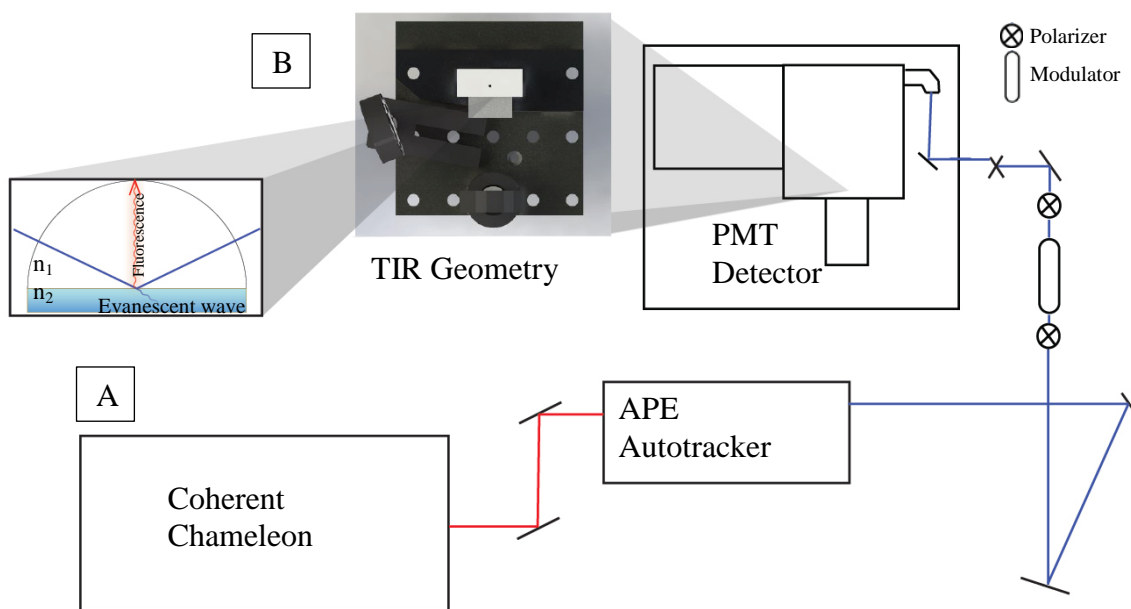 B
Polarizer
Modulator
Fluorescence
n1
n2
Evanescent wave
TIR Geometry
PMT
Detector
A
APE
Autotracker
Coherent
Chameleon